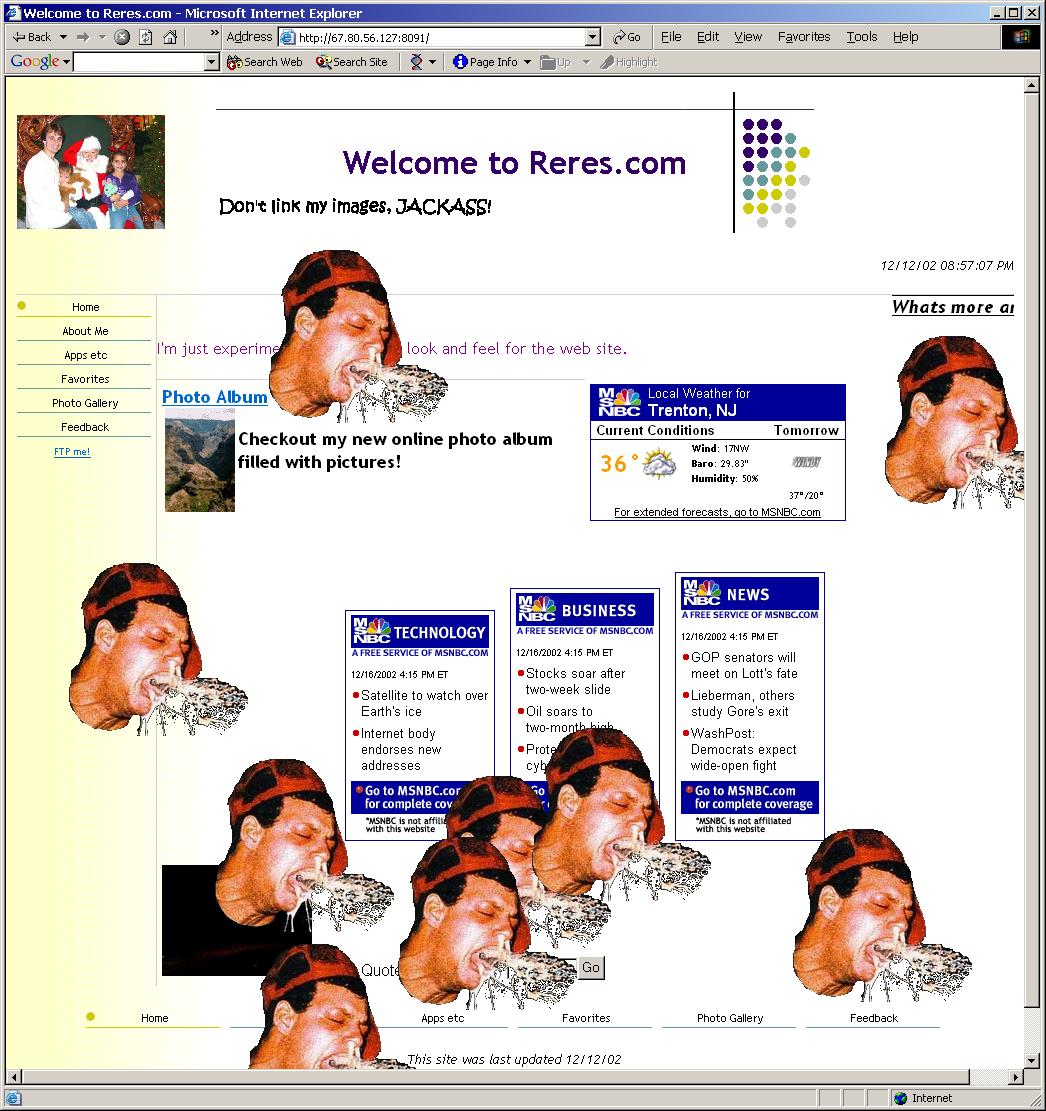 Welcome to Reres.com - Microsoft Internet Explorer
Back » Address http://67.80.56.127:8091/ Go File Edit View Favorites Tools Help
Google Search Web Search Site Page Info Up Highlight
Welcome to Reres.com
Don't link my images, JACKASS!
12/12/02 08:57:07 PM
Whats more
Home
About Me
Apps etc
Favorites
Photo Gallery
Feedback
FTP me!
I'm just look and feel for the web site.
Photo Album
Checkout my new online photo album
filled with pictures!
MSNBC
Local Weather for
Trenton, NJ
Current Conditions Tomorrow
36°
Wind: 17NW
Baro: 29.83"
Humidity: 50%
WINDY
37°/20°
For extended forecasts, go to MSNBC.com
MSNBC TECHNOLOGY
A FREE SERVICE OF MSNBC.COM
12/16/2002 4:15 PM ET
Satellite to watch over
Earth's ice
Internet body
endorses new
addresses
Go to MSNBC.com
for complete
*MSNBC is not
with this website
MSNBC BUSINESS
A FREE SERVICE OF MSNBC.COM
12/16/2002 4:15 PM ET
Stocks soar after
two-week slide
Oil soars to
two-month high
Go
MSNBC NEWS
A FREE SERVICE OF MSNBC.COM
12/16/2002 4:15 PM ET
GOP senators will
meet on Lott's fate
Lieberman, others
study Gore's exit
WashPost:
Democrats expect
wide-open fight
Go to MSNBC.com
for complete coverage
*MSNBC is not affiliated
with this website
Quote Go
Home Apps etc Favorites Photo Gallery Feedback
This site was last updated 12/12/02
Internet